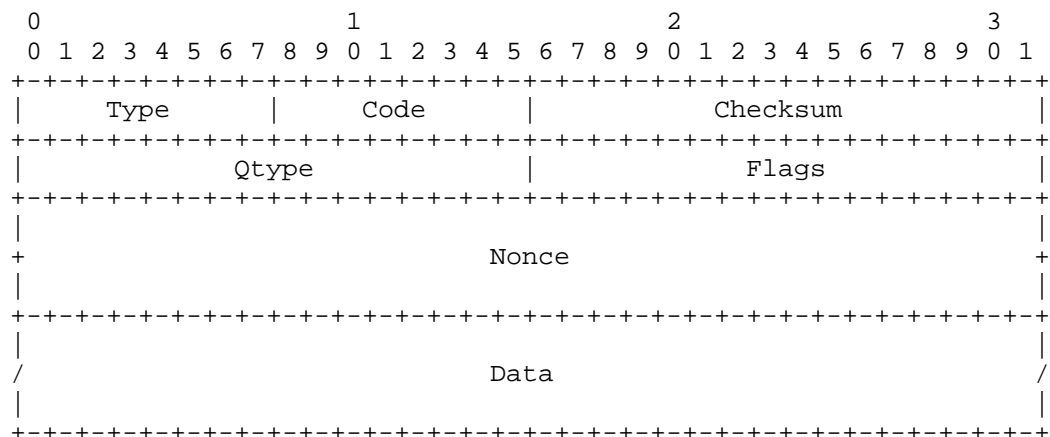 0                   1                   2                   3
 0 1 2 3 4 5 6 7 8 9 0 1 2 3 4 5 6 7 8 9 0 1 2 3 4 5 6 7 8 9 0 1
+-+-+-+-+-+-+-+-+-+-+-+-+-+-+-+-+-+-+-+-+-+-+-+-+-+-+-+-+-+-+-+-+
|     Type      |     Code      |           Checksum            |
+-+-+-+-+-+-+-+-+-+-+-+-+-+-+-+-+-+-+-+-+-+-+-+-+-+-+-+-+-+-+-+-+
|             Qtype             |             Flags             |
+-+-+-+-+-+-+-+-+-+-+-+-+-+-+-+-+-+-+-+-+-+-+-+-+-+-+-+-+-+-+-+-+
|                                                               |
+                             Nonce                             +
|                                                               |
+-+-+-+-+-+-+-+-+-+-+-+-+-+-+-+-+-+-+-+-+-+-+-+-+-+-+-+-+-+-+-+-+
|                                                               |
/                             Data                              /
|                                                               |
+-+-+-+-+-+-+-+-+-+-+-+-+-+-+-+-+-+-+-+-+-+-+-+-+-+-+-+-+-+-+-+-+